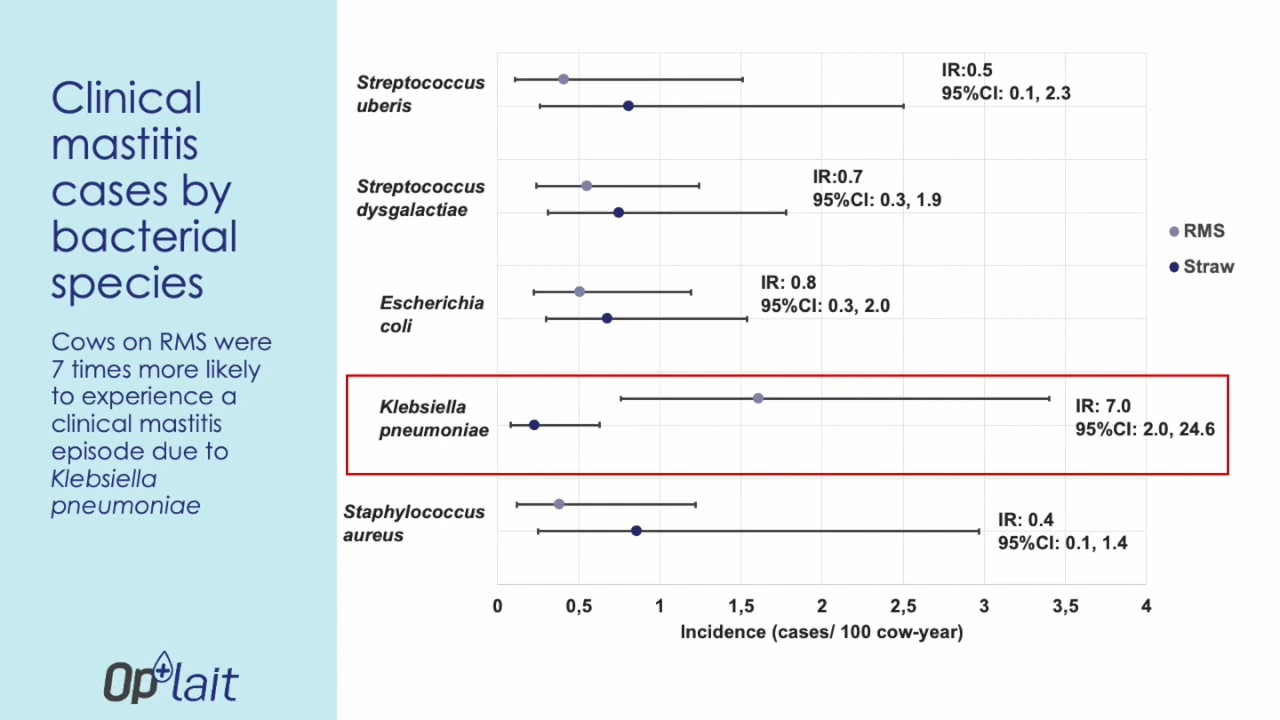 Clinical
mastitis
cases by
bacterial
species
Cows on RMS were
7 times more likely
to experience a
clinical mastitis
episode due to
Klebsiella
pneumoniae
Op+lait
Streptococcus
uberis
IR:0.5
95%CI: 0.1, 2.3
Streptococcus
dysgalactiae
IR:0.7
95%CI: 0.3, 1.9
Escherichia
coli
IR: 0.8
95%CI: 0.3, 2.0
Klebsiella
pneumoniae
IR: 7.0
95%CI: 2.0, 24.6
Staphylococcus
aureus
IR: 0.4
95%CI: 0.1, 1.4
RMS
Straw
0 0,5 1 1,5 2 2,5 3 3,5 4
Incidence (cases/ 100 cow-year)